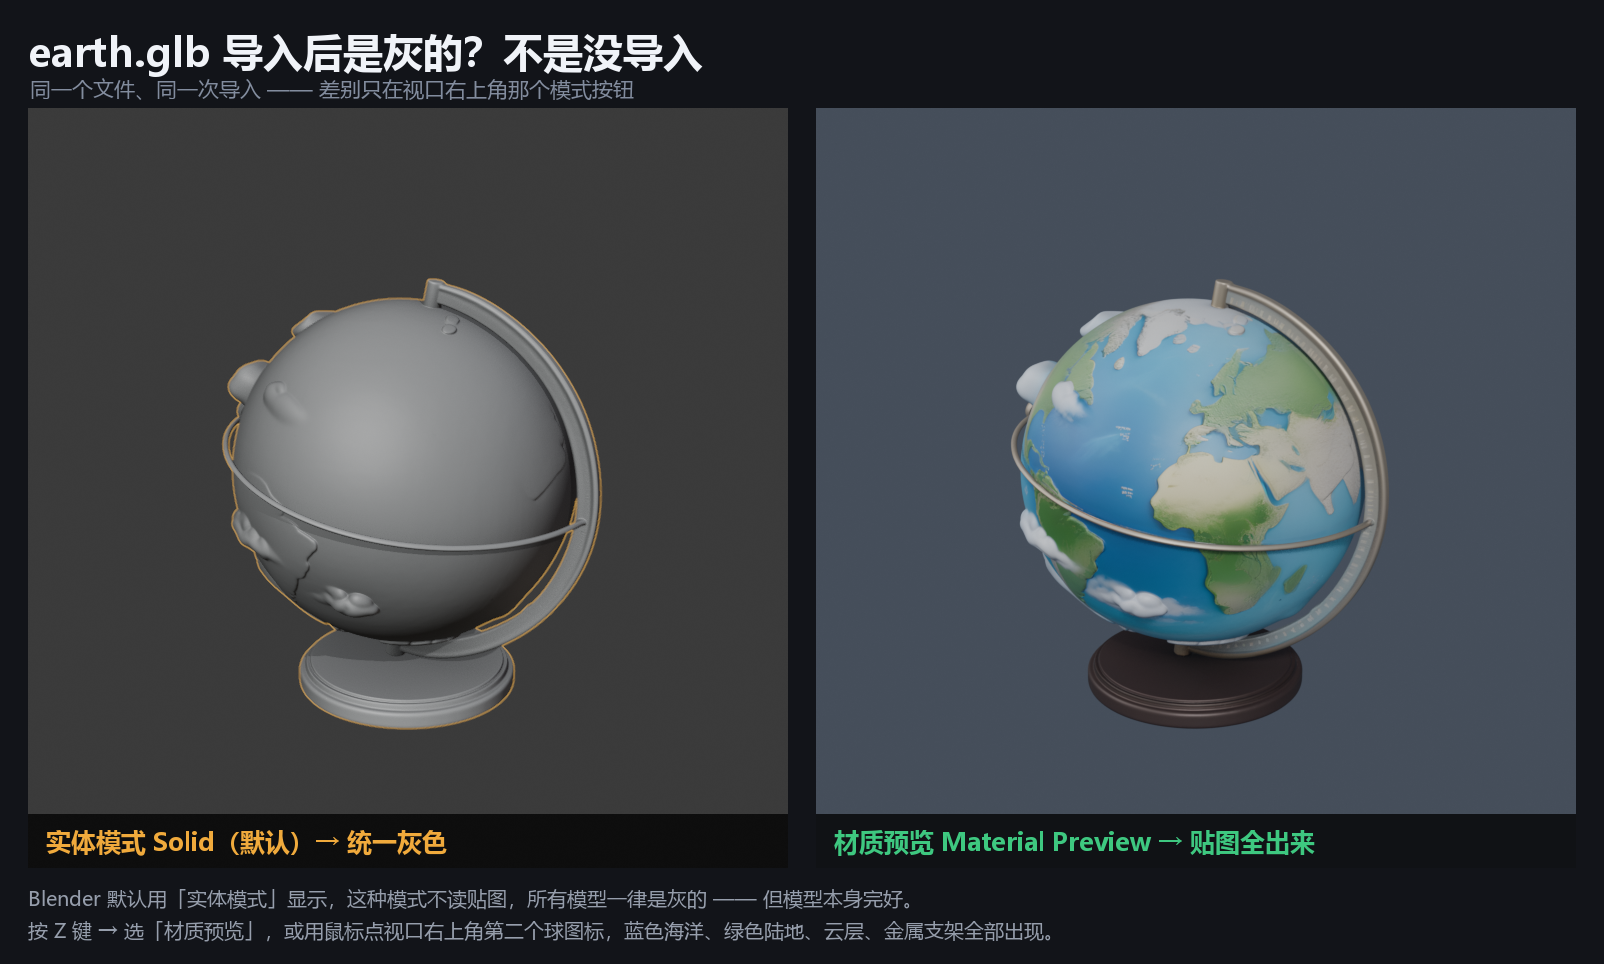 earth.glb 导入后是灰的？不是没导入
同一个文件、同一次导入 —— 差别只在视口右上角那个模式按钮
实体模式 Solid（默认）→ 统一灰色
材质预览 Material Preview → 贴图全出来
Blender 默认用「实体模式」显示，这种模式不读贴图，所有模型一律是灰的 —— 但模型本身完好。
按 Z 键 → 选「材质预览」，或用鼠标点视口右上角第二个球图标，蓝色海洋、绿色陆地、云层、金属支架全部出现。